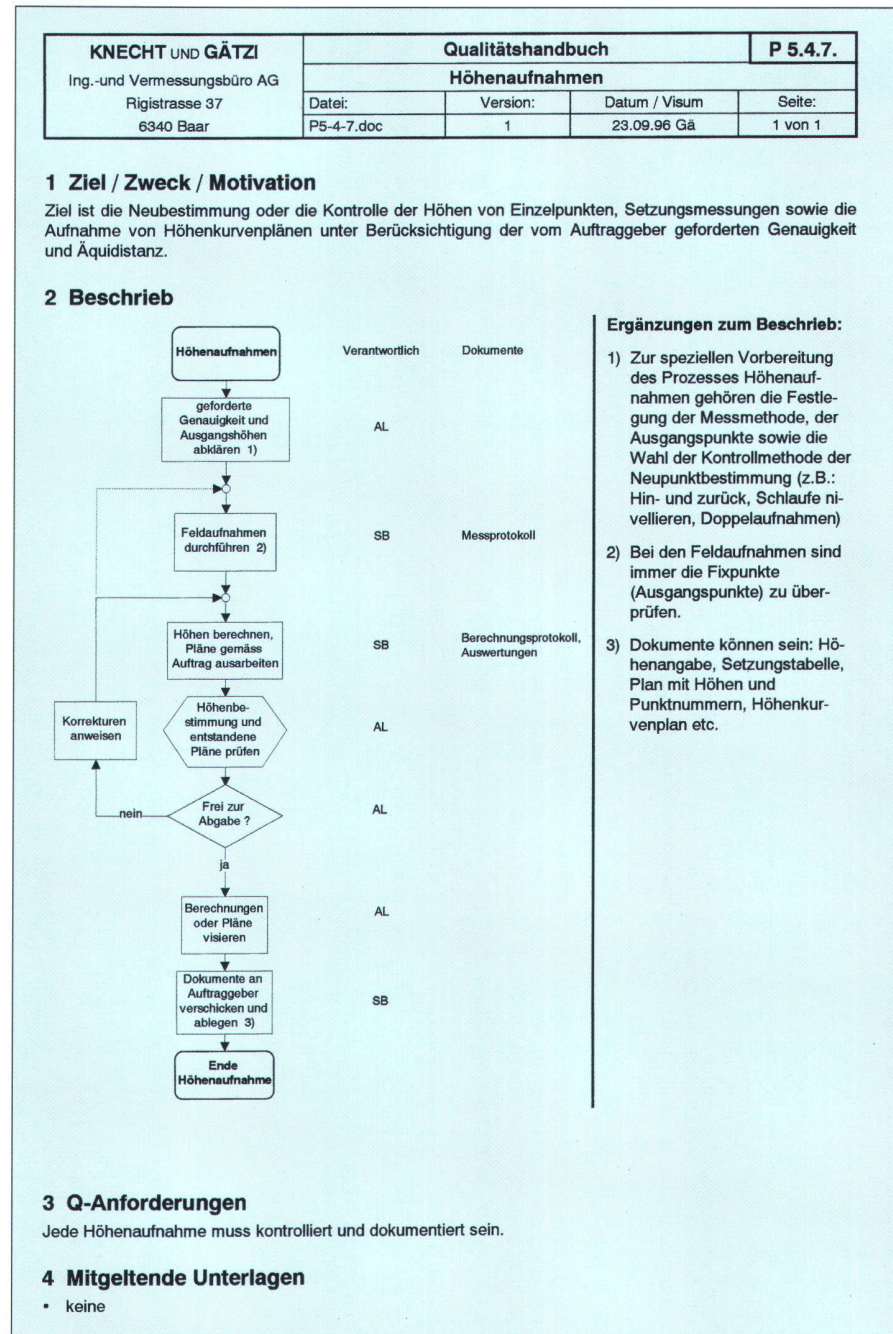 KNECHT UND GÄTZI
Ing.-und Vermessungsbüro AG
Rigistrasse 37
6340 Baar
Qualitätshandbuch
P 5.4.7.
Höhenaufnahmen
Datei:
Version:
Datum / Visum
Seite:
P5-4-7.doc
1
23.09.96 Gä
1 von 1
1 Ziel / Zweck / Motivation
Ziel ist die Neubestimmung oder die Kontrolle der Höhen von Einzelpunkten, Setzungsmessungen sowie die
Aufnahme von Höhenkurvenplänen unter Berücksichtigung der vom Auftraggeber geforderten Genauigkeit
und Äquidistanz.
2 Beschrieb
Höhenaufnahmen
Verantwortlich
Dokumente
geforderte
Genauigkeit und
Ausgangshöhen
abklären 1)
AL
Feldaufnahmen
durchführen 2)
SB
Messprotokoll
Höhen berechnen,
Pläne gemäss
Auftrag ausarbeiten
SB
Berechnungsprotokoll,
Auswertungen
Korrekturen
anweisen
Höhenbe-
stimmung und
entstandene
Pläne prüfen
AL
nein
Frei zur
Abgabe ?
AL
ja
Berechnungen
oder Pläne
visieren
AL
Dokumente an
Auftraggeber
verschicken und
ablegen 3)
SB
Ende
Höhenaufnahme
Ergänzungen zum Beschrieb:
1) Zur speziellen Vorbereitung
des Prozesses Höhenauf-
nahmen gehören die Festle-
gung der Messmethode, der
Ausgangspunkte sowie die
Wahl der Kontrollmethode der
Neupunktbestimmung (z.B.:
Hin- und zurück, Schlaufe ni-
vellieren, Doppelaufnahmen)
2) Bei den Feldaufnahmen sind
immer die Fixpunkte
(Ausgangspunkte) zu über-
prüfen.
3) Dokumente können sein: Hö-
henangabe, Setzungstabelle,
Plan mit Höhen und
Punktnummern, Höhenkur-
venplan etc.
3 Q-Anforderungen
Jede Höhenaufnahme muss kontrolliert und dokumentiert sein.
4 Mitgeltende Unterlagen
• keine